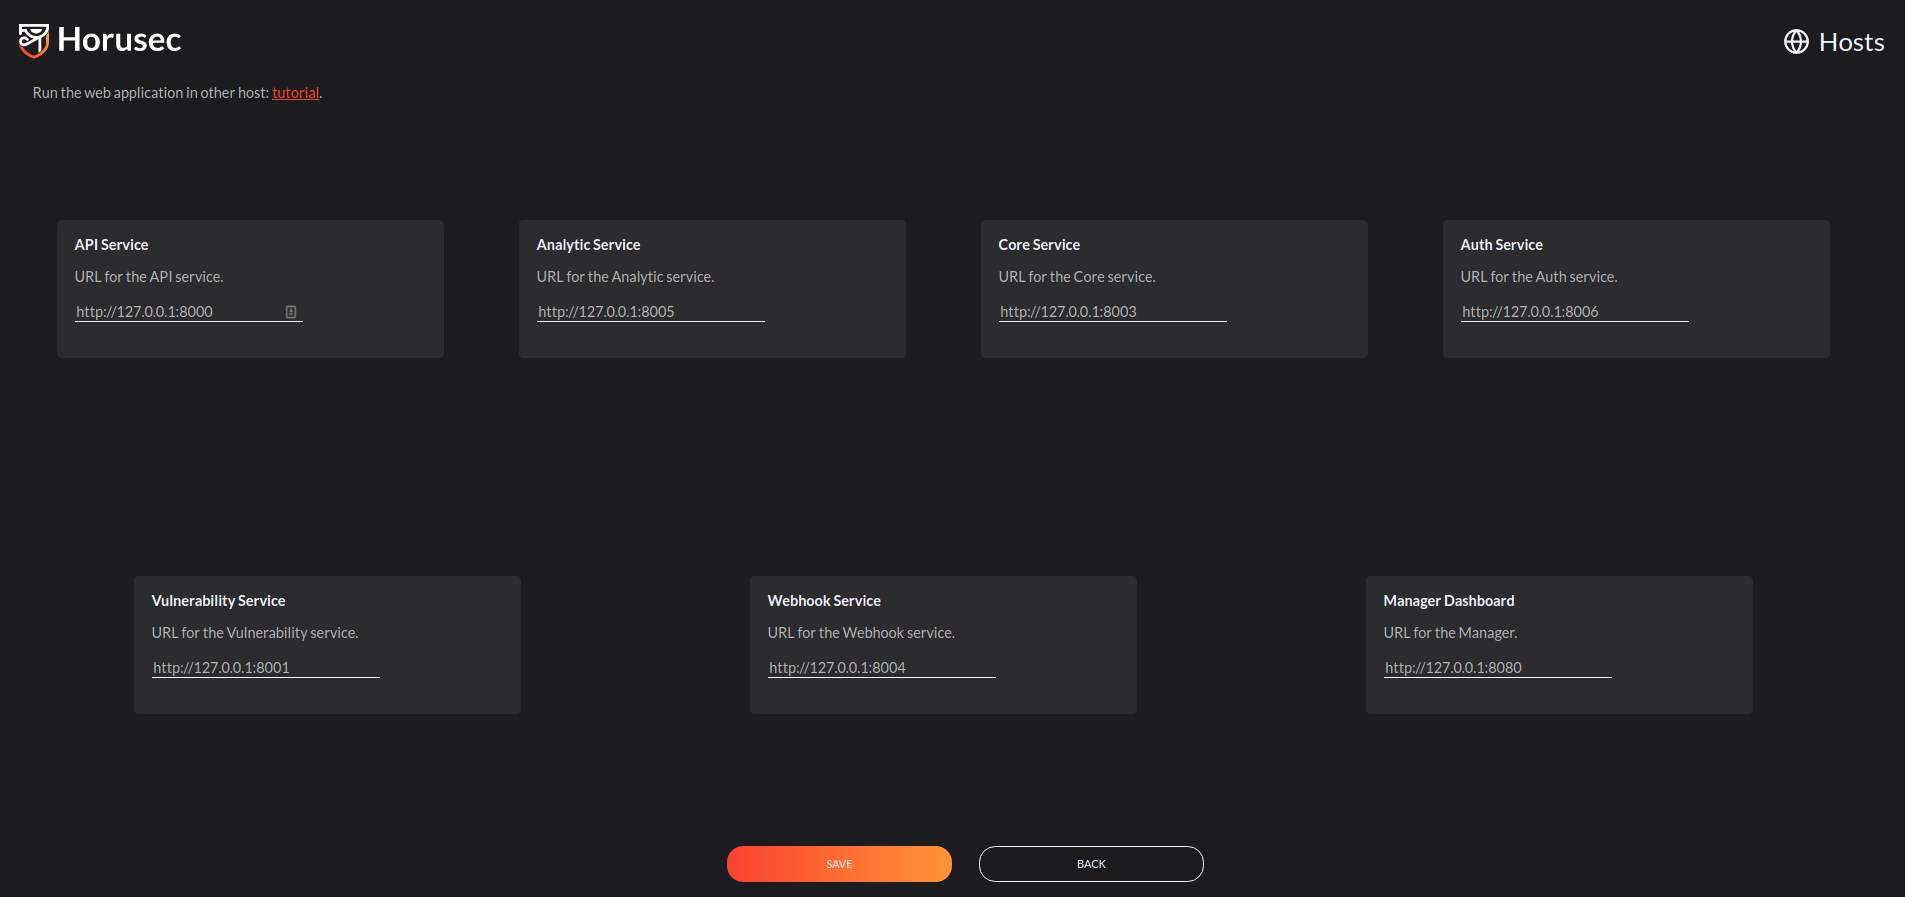 Horusec
Hosts
Run the web application in other host: tutorial.
API Service
URL for the API service.
http://127.0.0.1:8000
Analytic Service
URL for the Analytic service.
http://127.0.0.1:8005
Core Service
URL for the Core service.
http://127.0.0.1:8003
Auth Service
URL for the Auth service.
http://127.0.0.1:8006
Vulnerability Service
URL for the Vulnerability service.
http://127.0.0.1:8001
Webhook Service
URL for the Webhook service.
http://127.0.0.1:8004
Manager Dashboard
URL for the Manager.
http://127.0.0.1:8080
SAVE
BACK